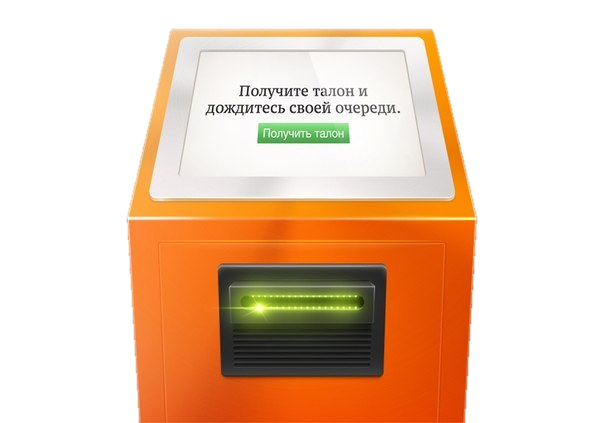 Получите талон и
дождитесь своей очереди.
Получить талон